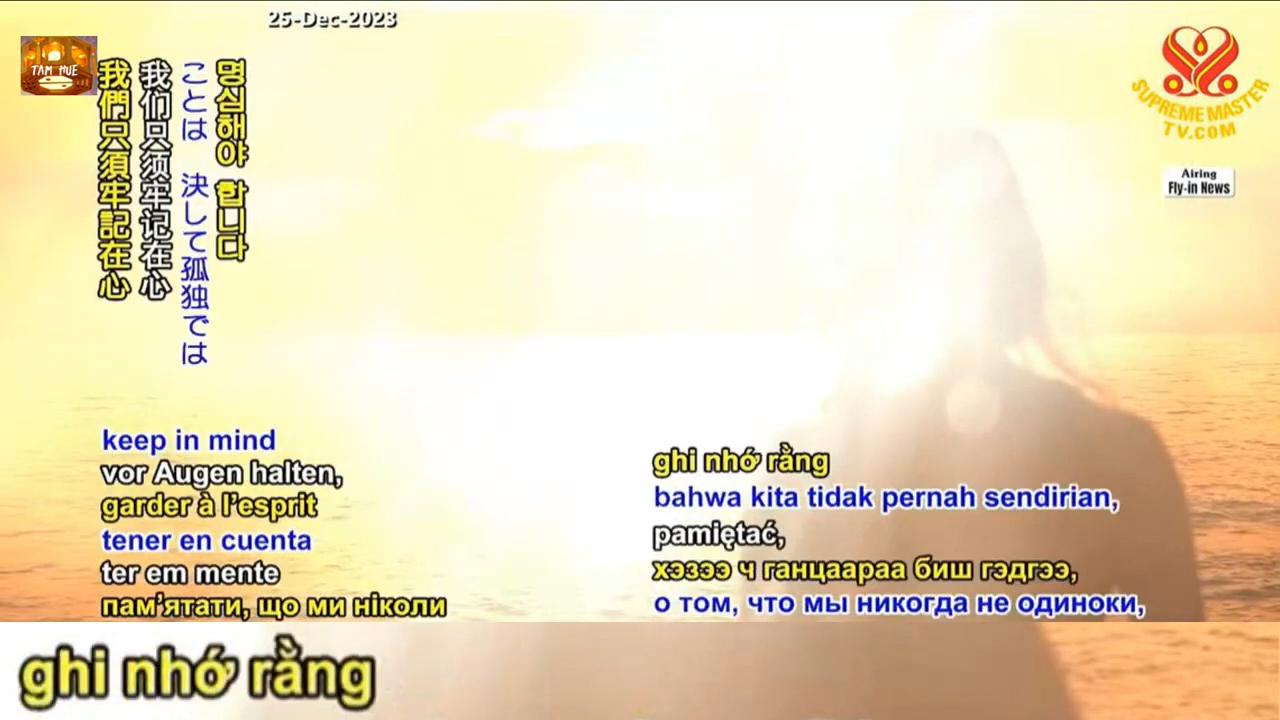 25-Dec-2023
TAM HUE
SUPREME MASTER
TV.COM
Airing
Fly-in News
명심해야 합니다
ことは 決して孤独では
我们只须牢记在心
我們只須牢記在心
keep in mind
vor Augen halten,
garder à l'esprit
tener en cuenta
ter em mente
пам'ятати, що ми ніколи
ghi nhớ rằng
bahwa kita tidak pernah sendirian,
pamiętać,
хэзээ ч ганцаараа биш гэдгээ,
о том, что мы никогда не одиноки,
ghi nhớ rằng